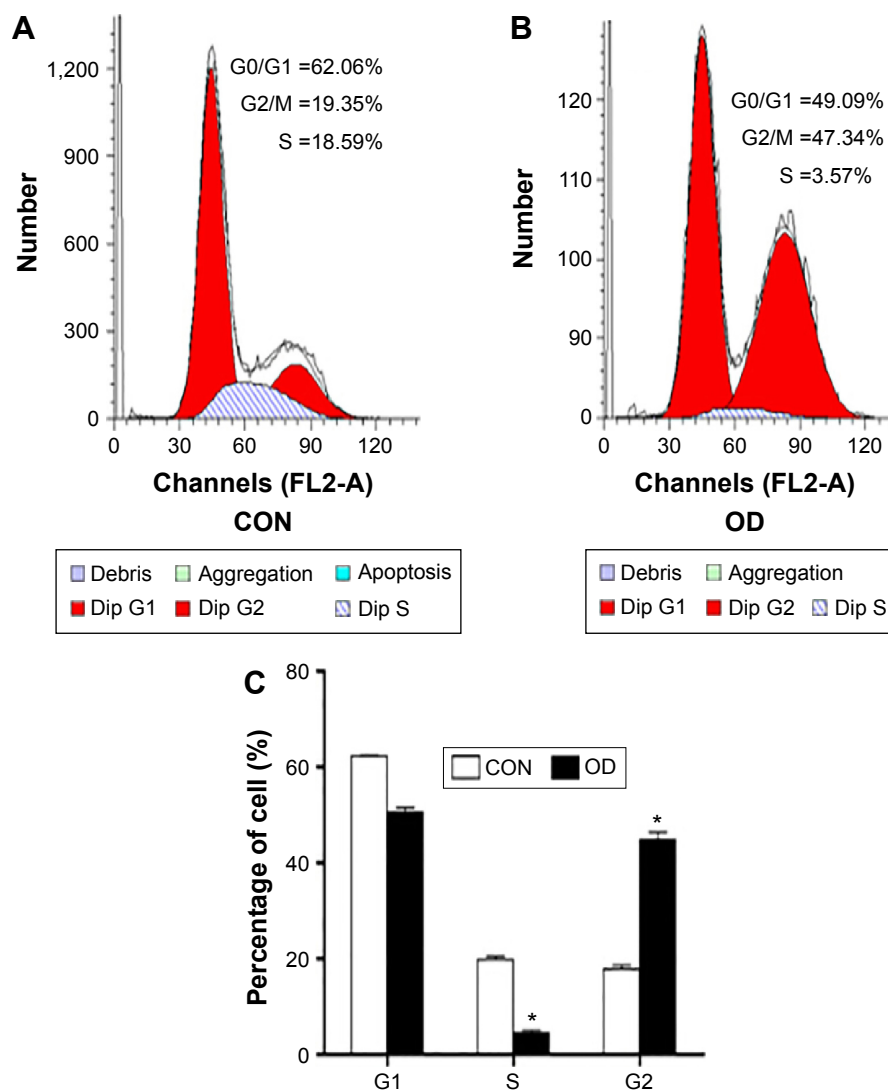 A
G0/G1 =62.06%
G2/M =19.35%
S =18.59%
Number
1,200
900
600
300
0
0 30 60 90 120
Channels (FL2-A)
CON
Debris Aggregation Apoptosis
Dip G1 Dip G2 Dip S
B
G0/G1 =49.09%
G2/M =47.34%
S =3.57%
Number
120
110
100
90
0
0 30 60 90 120
Channels (FL2-A)
OD
Debris Aggregation
Dip G1 Dip G2 Dip S
C
Percentage of cell (%)
80
60
40
20
0
CON OD
*
*
G1 S G2